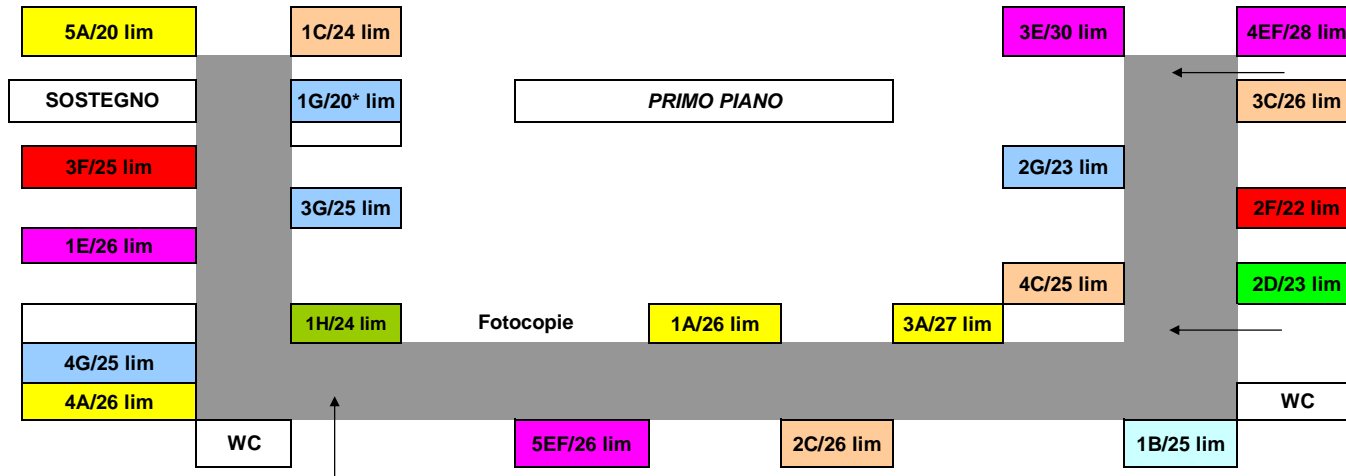 5A/20 lim
1C/24 lim
3E/30 lim
4EF/28 lim
SOSTEGNO
1G/20* lim
PRIMO PIANO
3C/26 lim
3F/25 lim
2G/23 lim
3G/25 lim
2F/22 lim
1E/26 lim
4C/25 lim
2D/23 lim
1H/24 lim
Fotocopie
1A/26 lim
3A/27 lim
4G/25 lim
4A/26 lim
WC
WC
5EF/26 lim
2C/26 lim
1B/25 lim